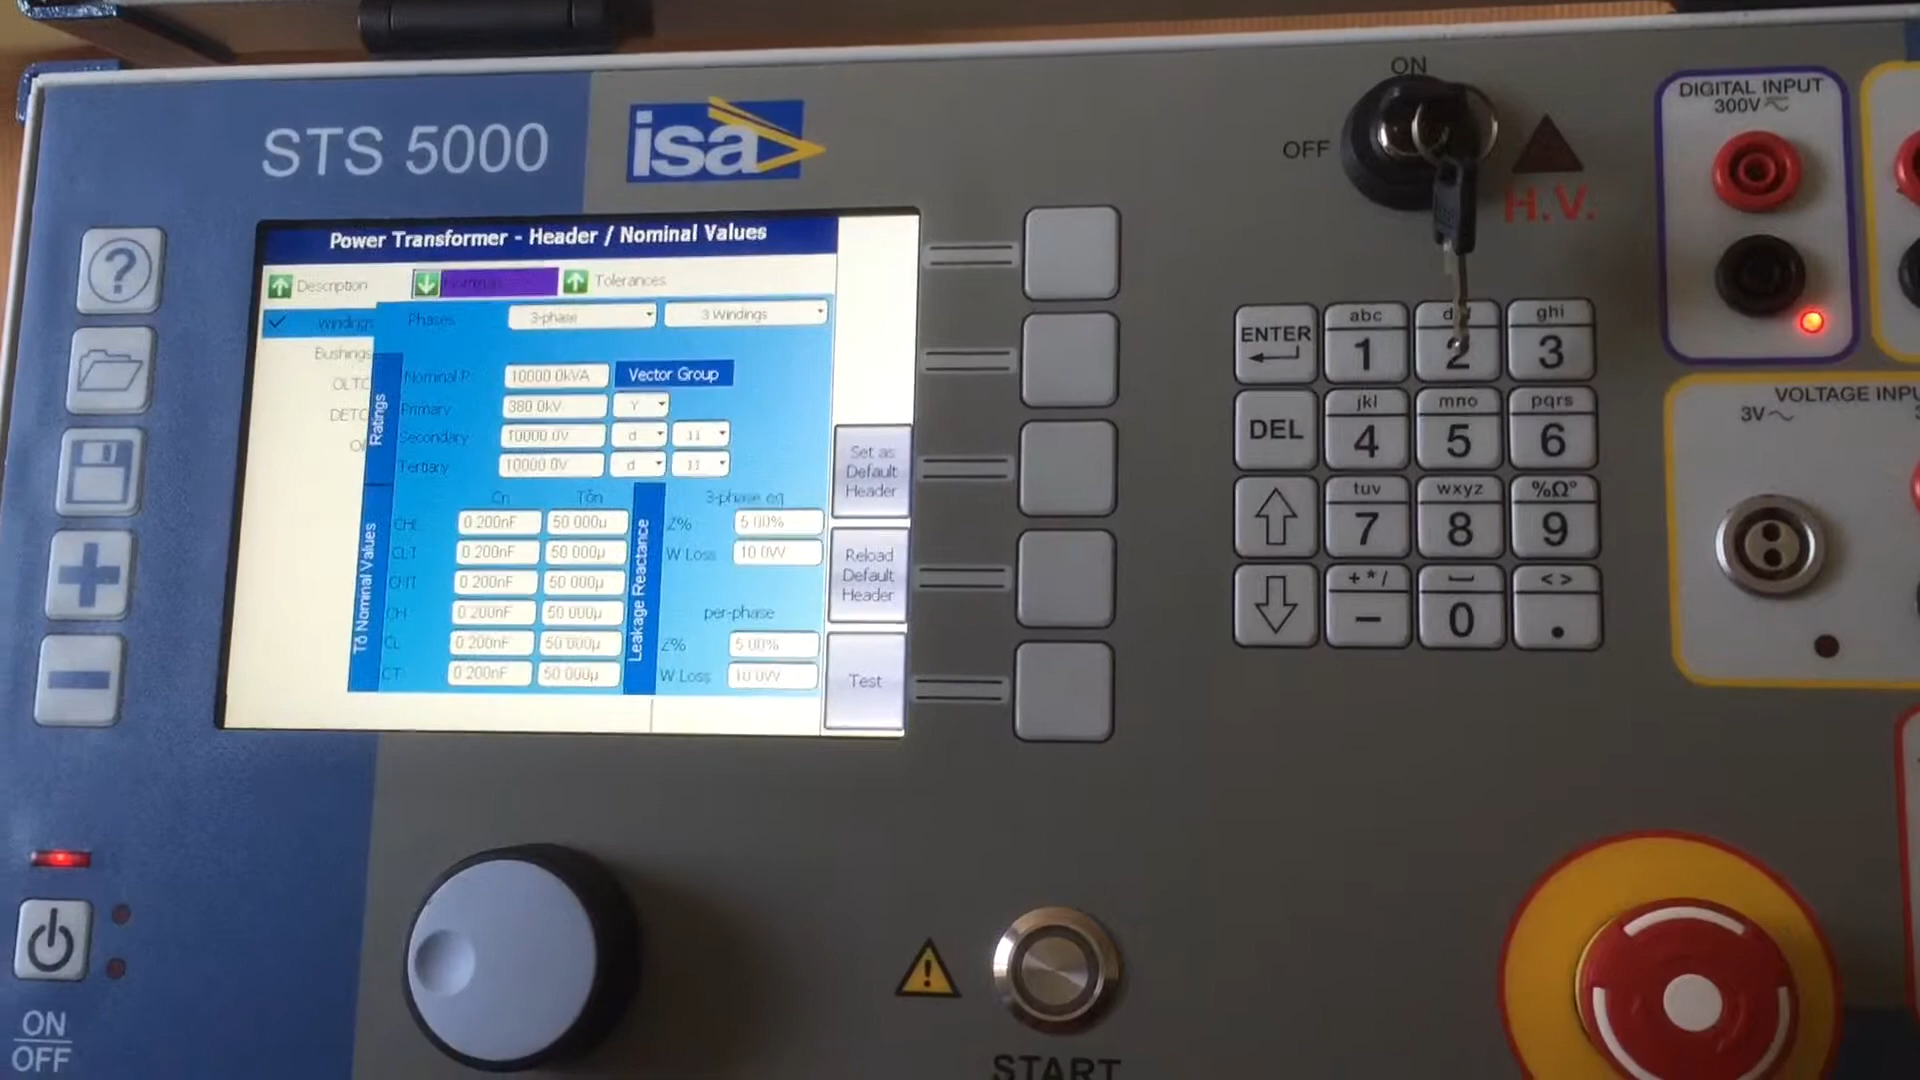 STS 5000
isa
Power Transformer - Header / Nominal Values
Description
Tolerances
Windings
Phases
3-phase
3 Windings
Bushings
OLTC
DETC
Ratings
Nominal P.
10000.0kVA
Vector Group
Primary
380.0kV
Y
Secondary
10000.0V
d
11
Tertiary
10000.0V
d
11
Tδ Nominal Values
Cn
Tδn
CHL
0.200nF
50.000µ
CLT
0.200nF
50.000µ
CHT
0.200nF
50.000µ
CH
0.200nF
50.000µ
CL
0.200nF
50.000µ
CT
0.200nF
50.000µ
Leakage Reactance
3-phase eq
Z%
5.00%
W Loss
10.0W
per-phase
Z%
5.00%
W Loss
10.0W
Set as
Default
Header
Reload
Default
Header
Test
ON
OFF
H.V.
DIGITAL INPUT
300V
ENTER
abc
1
2
ghi
3
DEL
jkl
4
mno
5
pqrs
6
tuv
7
wxyz
8
%Ω°
9
+*/
–
0
<>
.
3V
ON
OFF
START